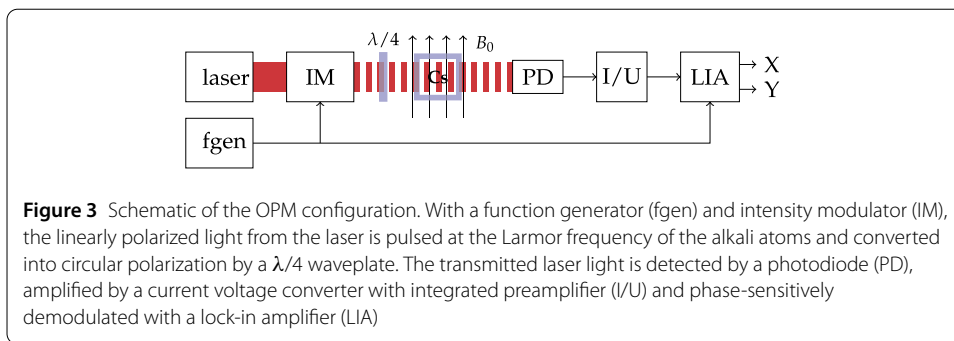 λ/4 B₀
laser IM Cs PD I/U LIA X
Y
fgen
Figure 3 Schematic of the OPM configuration. With a function generator (fgen) and intensity modulator (IM),
the linearly polarized light from the laser is pulsed at the Larmor frequency of the alkali atoms and converted
into circular polarization by a λ/4 waveplate. The transmitted laser light is detected by a photodiode (PD),
amplified by a current voltage converter with integrated preamplifier (I/U) and phase-sensitively
demodulated with a lock-in amplifier (LIA)